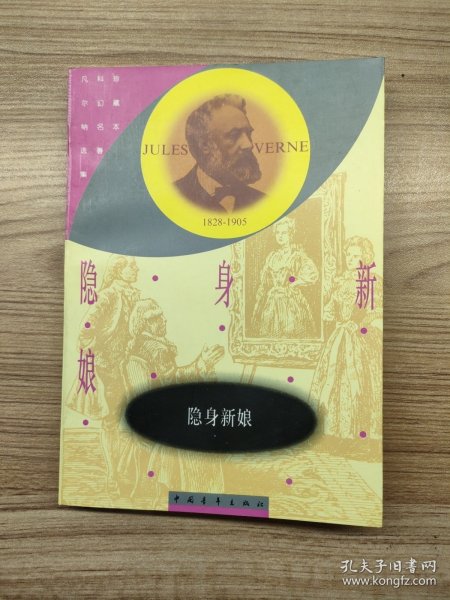 珍藏本
科幻名著
凡尔纳选集
JULES VERNE
1828-1905
隐身新娘
隐身新娘
中国青年出版社
孔夫子旧书网
www.kongfz.com